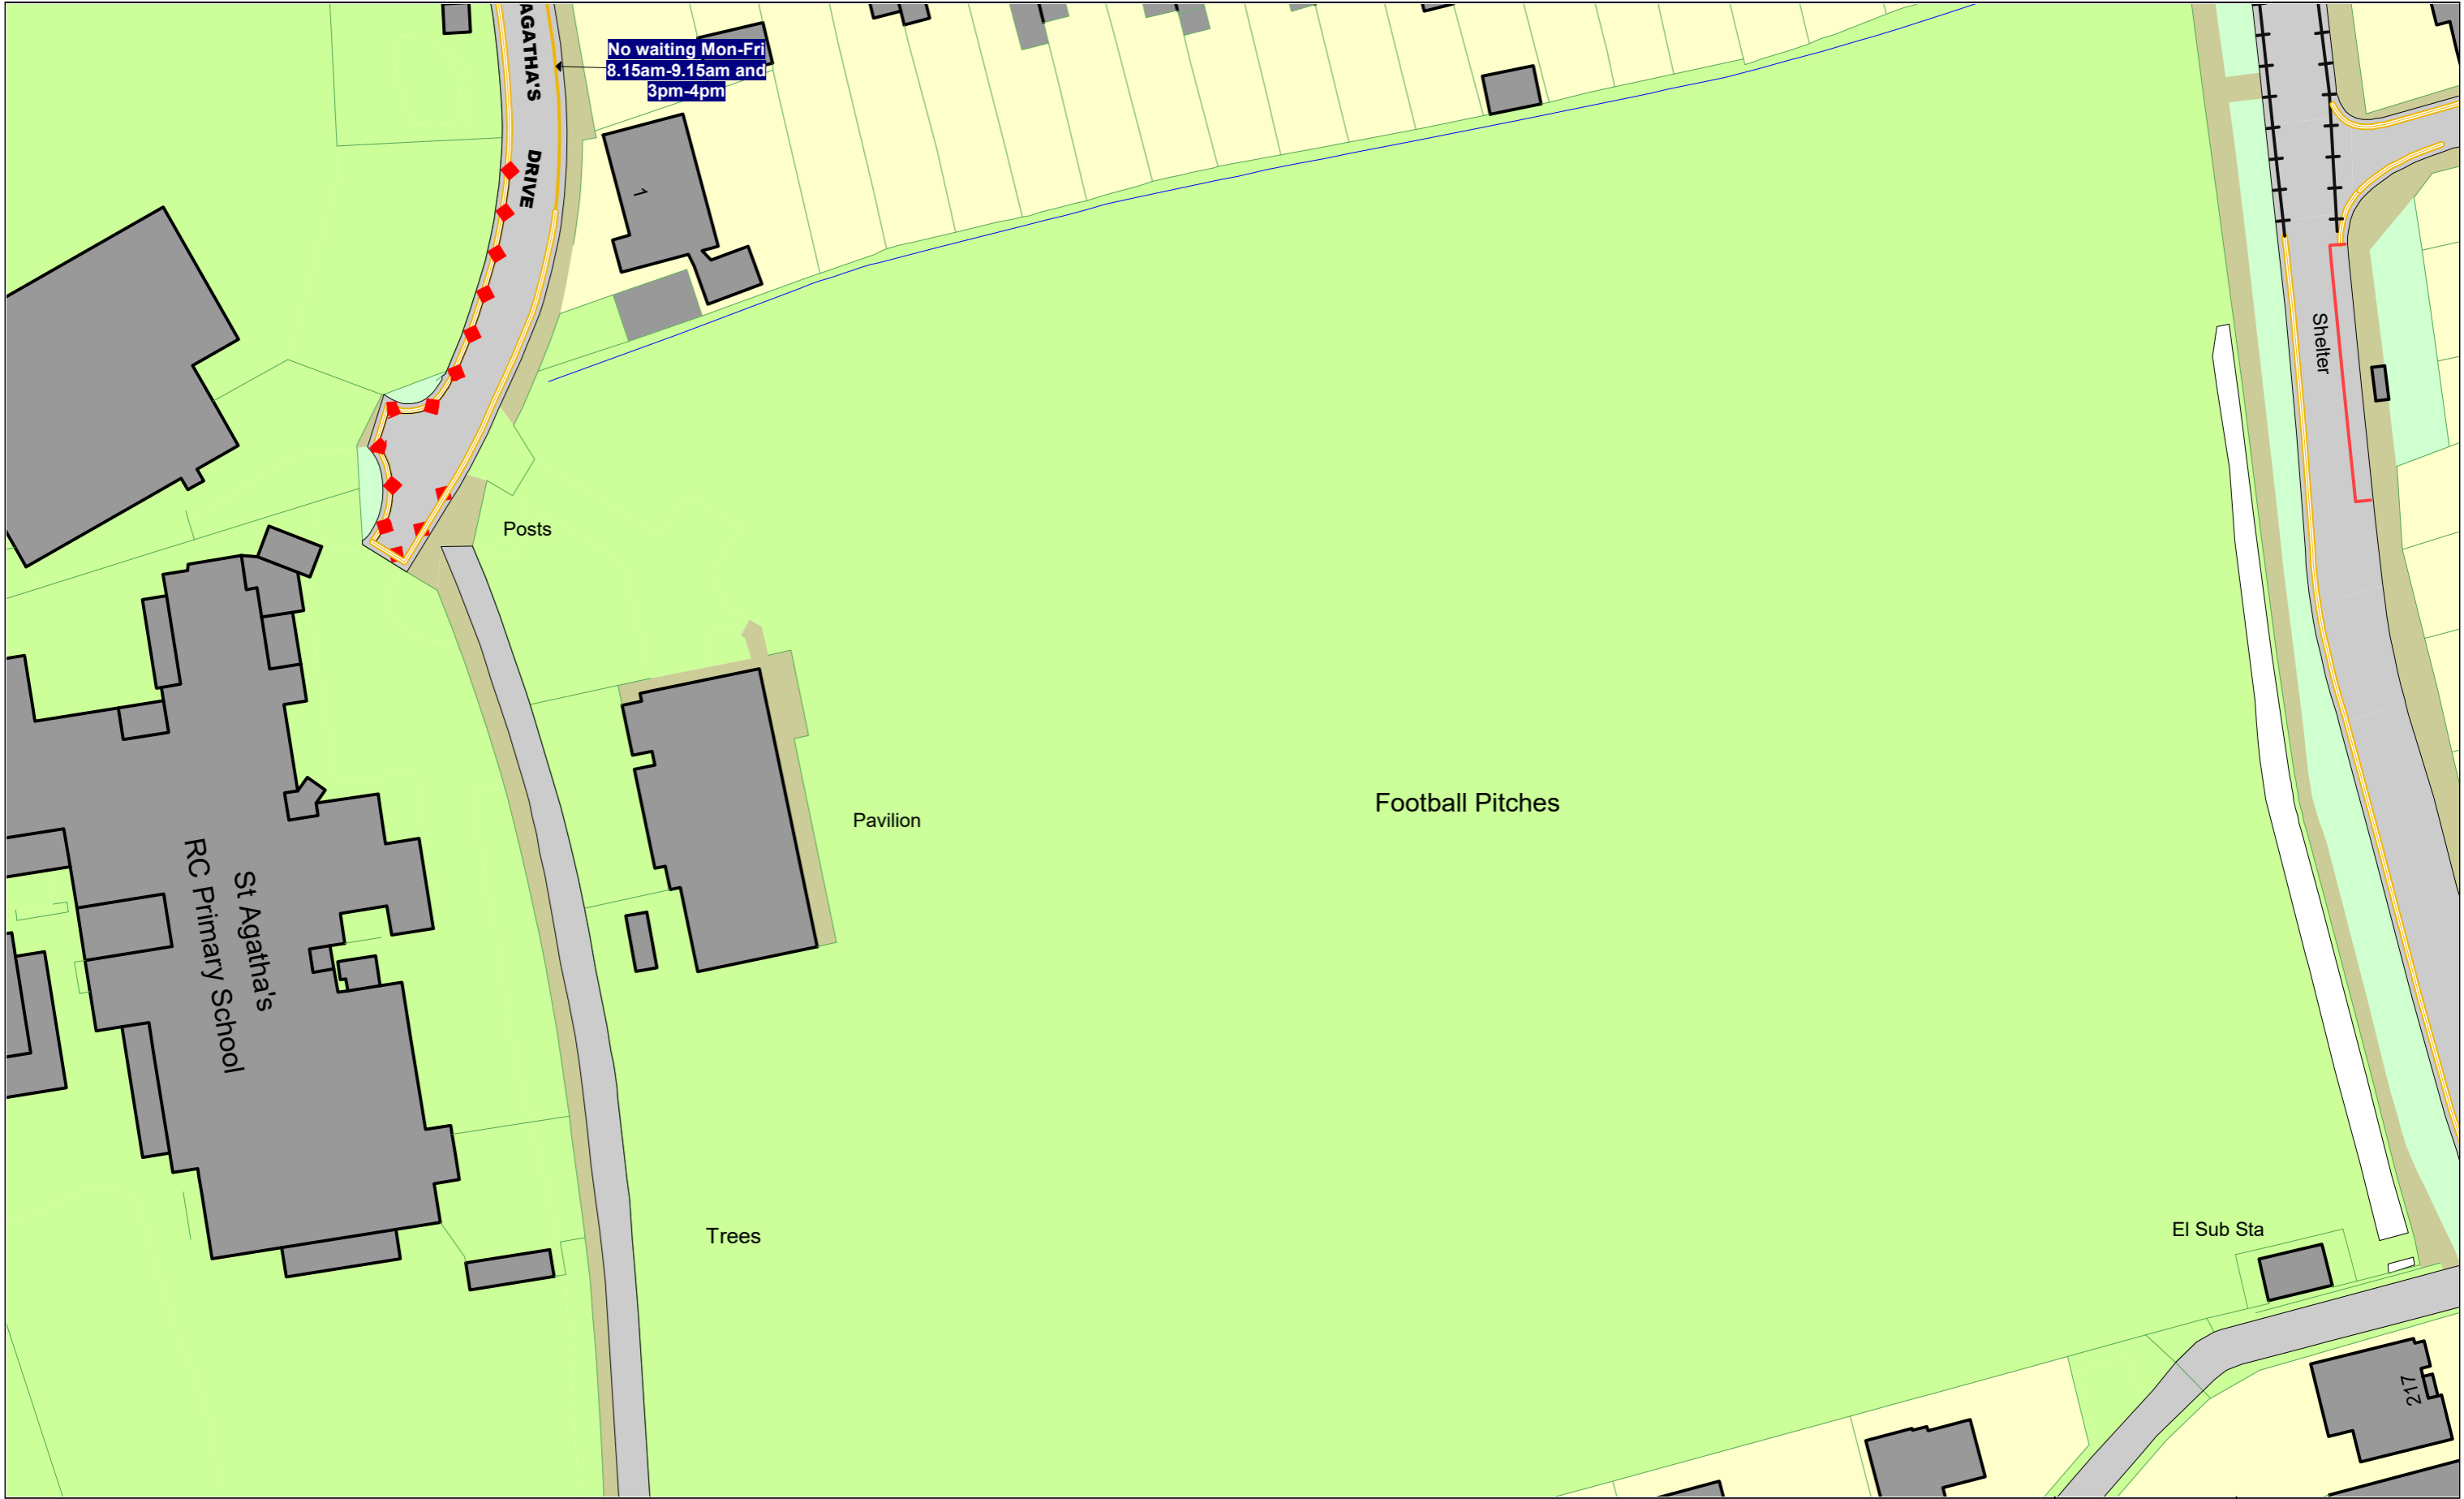 AGATHA'S
DRIVE
No waiting Mon-Fri
8.15am-9.15am and
3pm-4pm
1
Shelter
Posts
Football Pitches
Pavilion
St Agatha's
RC Primary School
Trees
El Sub Sta
217